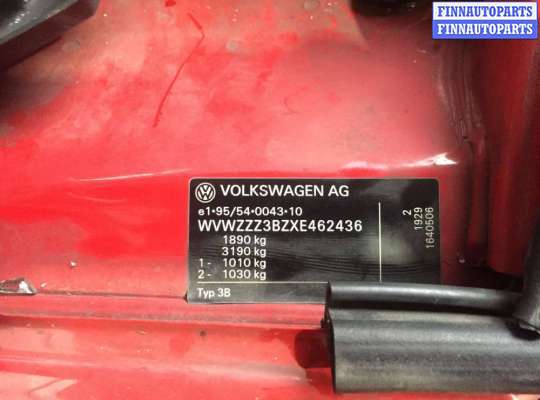 FINNAUTOPARTS
FINNAUTOPARTS
VOLKSWAGEN AG
e1*95/54*0043*10
WVWZZZ3BZXE462436
1890 kg
3190 kg
1- 1010 kg
2- 1030 kg
Typ 3B
2
1929
1640506